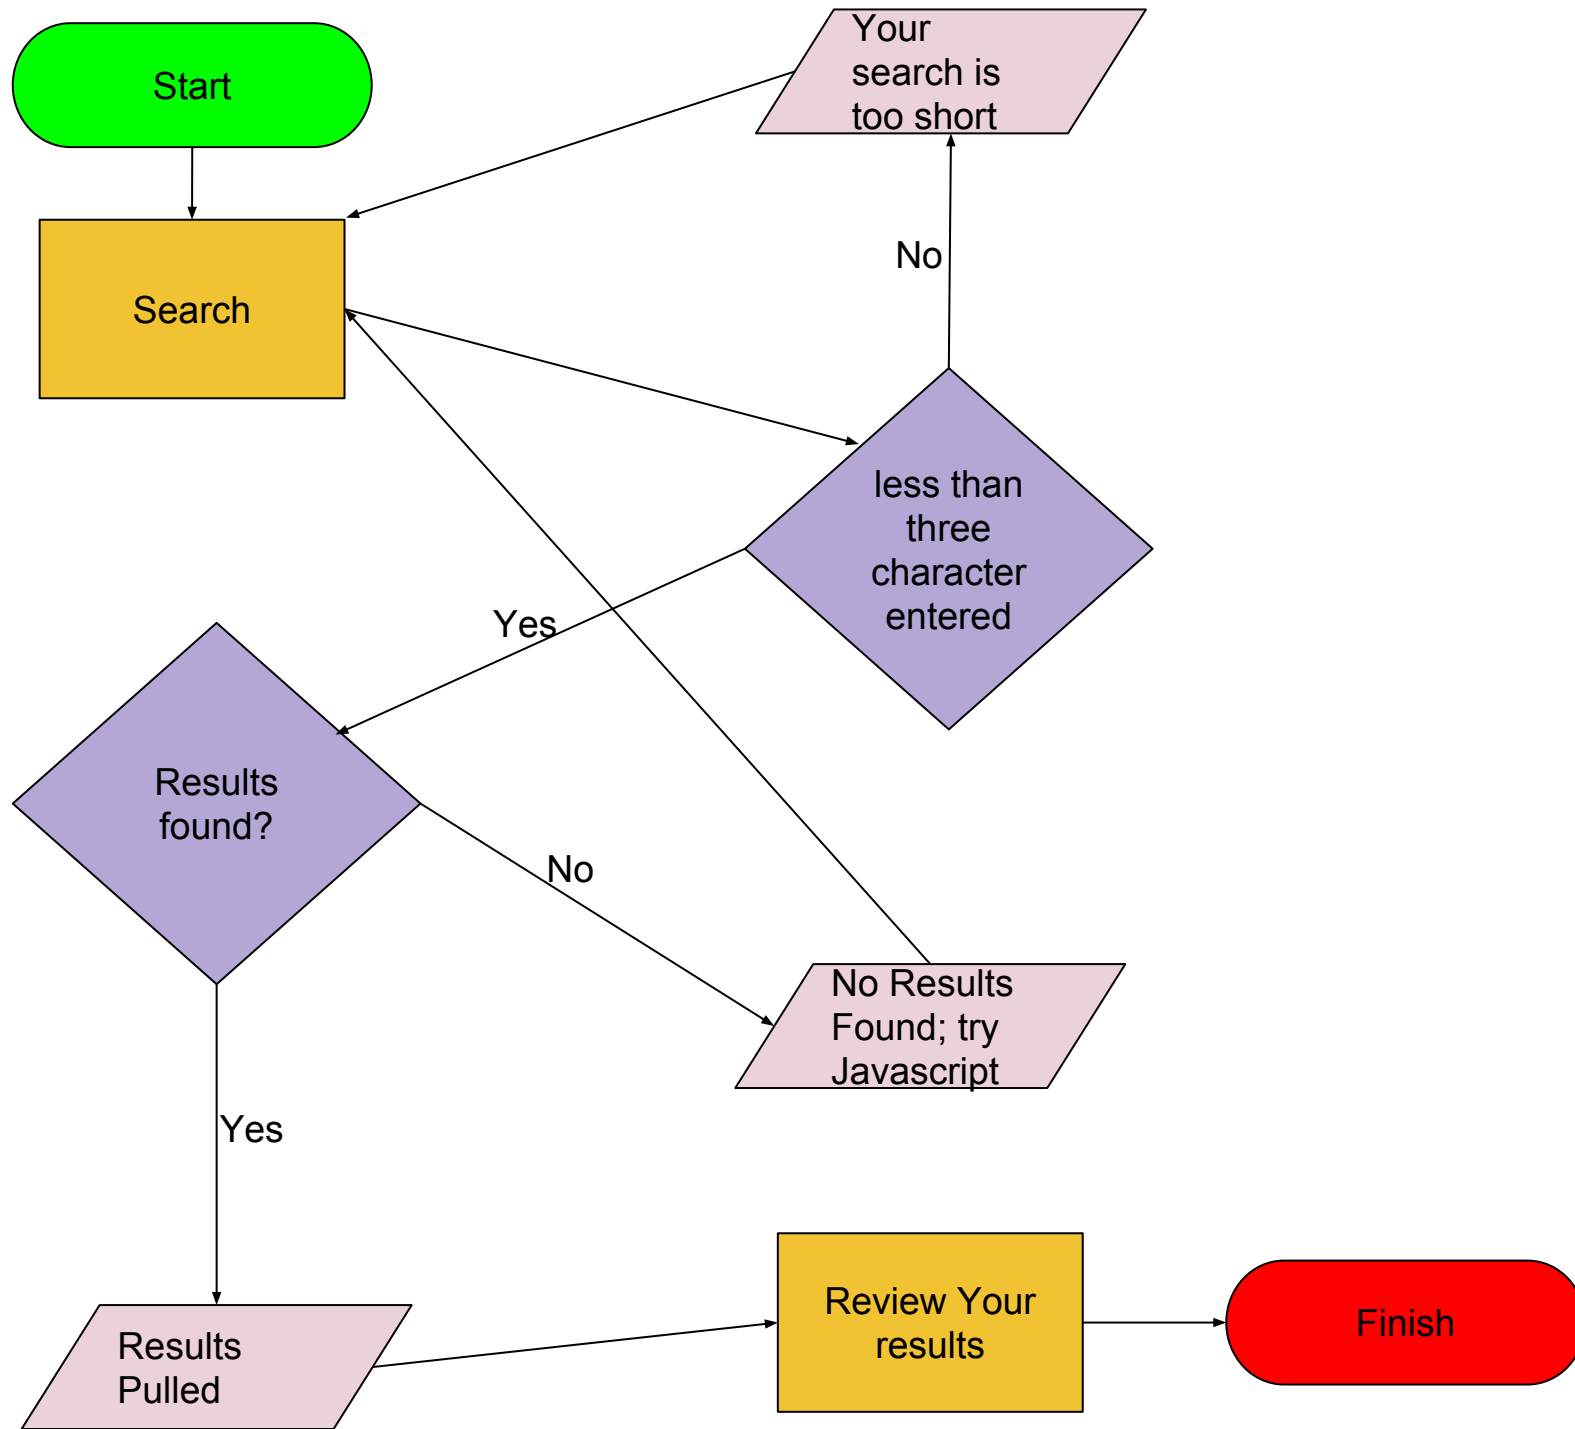 Start
Your
search is
too short
No
Search
less than
three
character
entered
Yes
Results
found?
No
No Results
Found; try
Javascript
Yes
Results
Pulled
Review Your
results
Finish